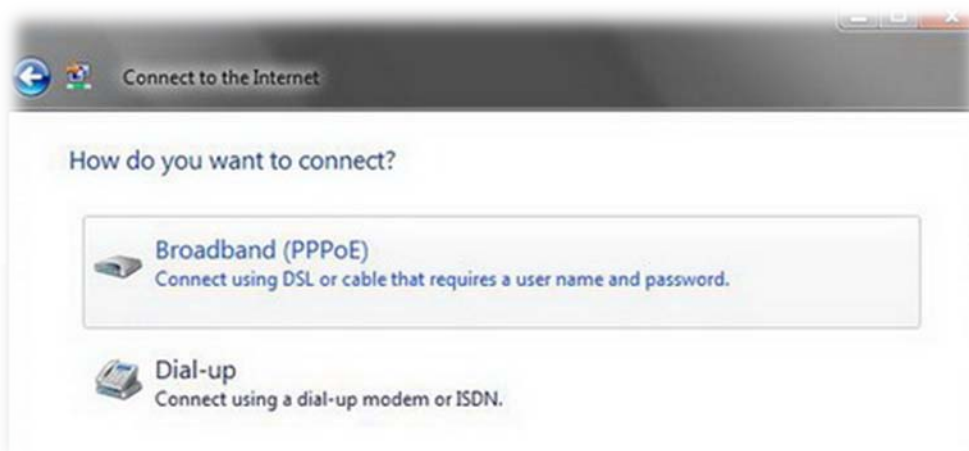 Connect to the Internet
How do you want to connect?
Broadband (PPPoE)
Connect using DSL or cable that requires a user name and password.
Dial-up
Connect using a dial-up modem or ISDN.